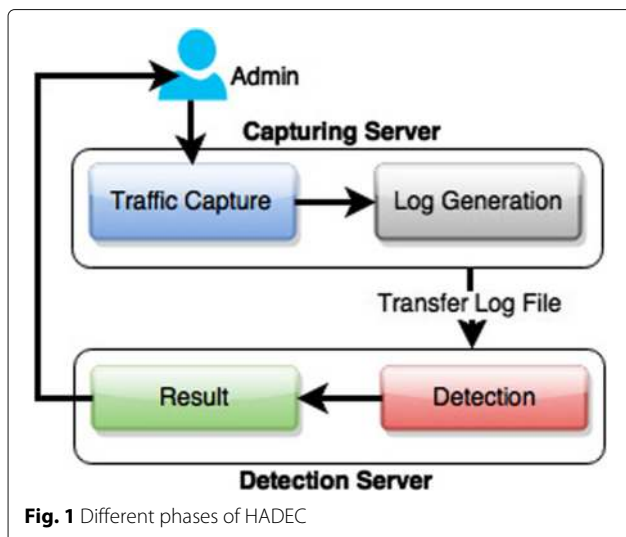 Admin
Capturing Server
Traffic Capture
Log Generation
Transfer Log File
Result
Detection
Detection Server
Fig. 1 Different phases of HADEC